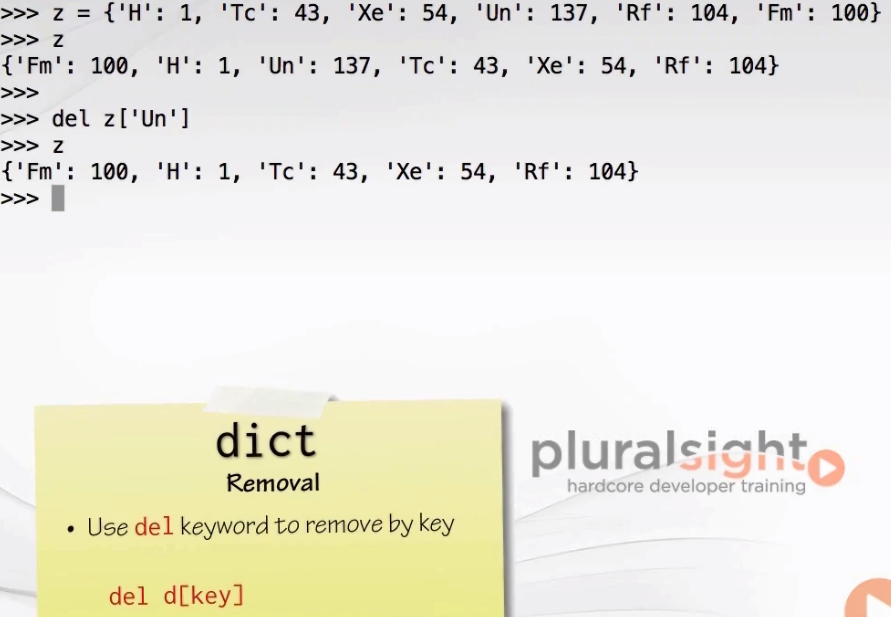 >>> z = {'H': 1, 'Tc': 43, 'Xe': 54, 'Un': 137, 'Rf': 104, 'Fm': 100}
>>> z
{'Fm': 100, 'H': 1, 'Un': 137, 'Tc': 43, 'Xe': 54, 'Rf': 104}
>>>
>>> del z['Un']
>>> z
{'Fm': 100, 'H': 1, 'Tc': 43, 'Xe': 54, 'Rf': 104}
>>>
dict
Removal
• Use del keyword to remove by key
del d[key]
pluralsight
hardcore developer training